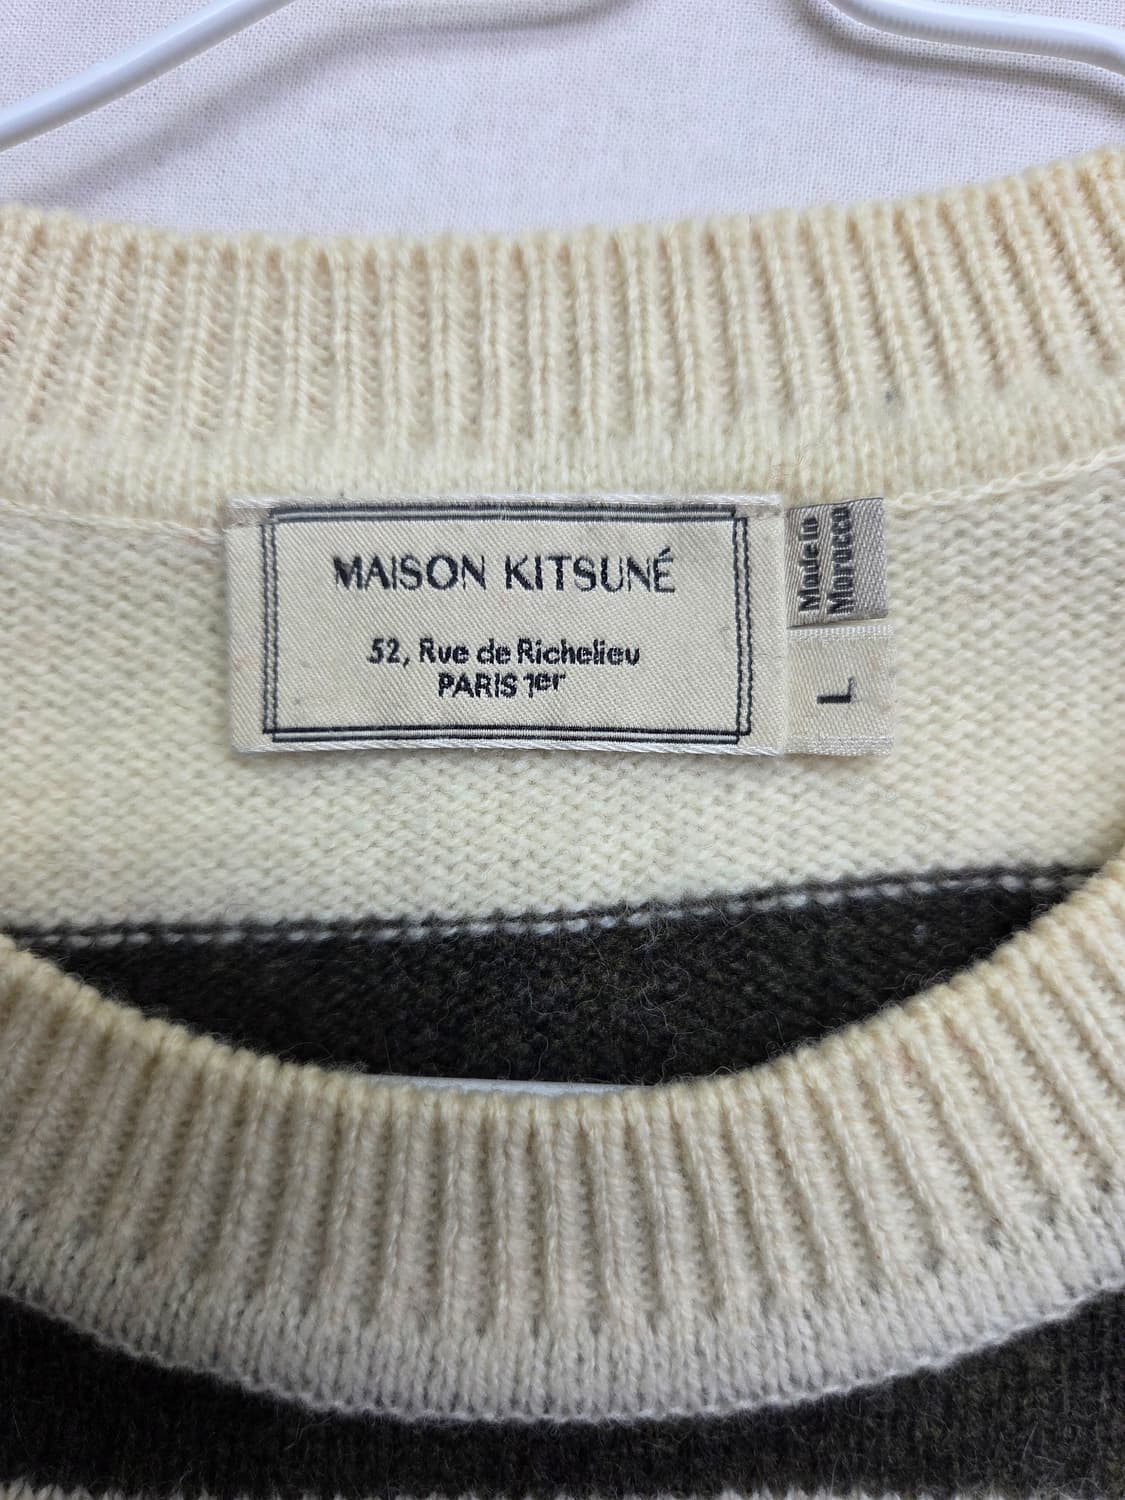 MAISON KITSUNÉ
52, Rue de Richelieu
PARIS 1er
Made in
Morocco
L